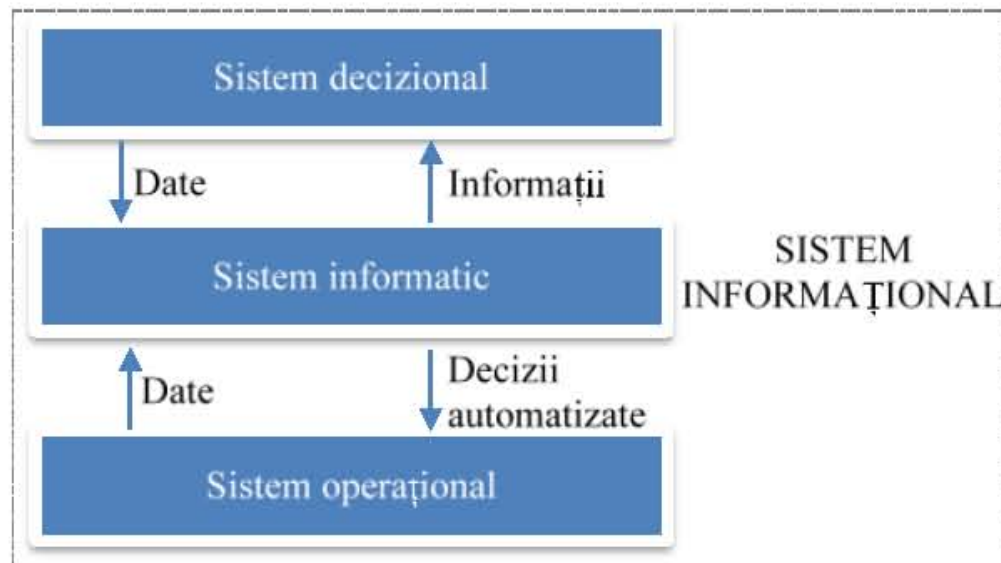 Sistem decizional
Date
Informații
Sistem informatic
SISTEM
INFORMAȚIONAL
Date
Decizii
automatizate
Sistem operațional